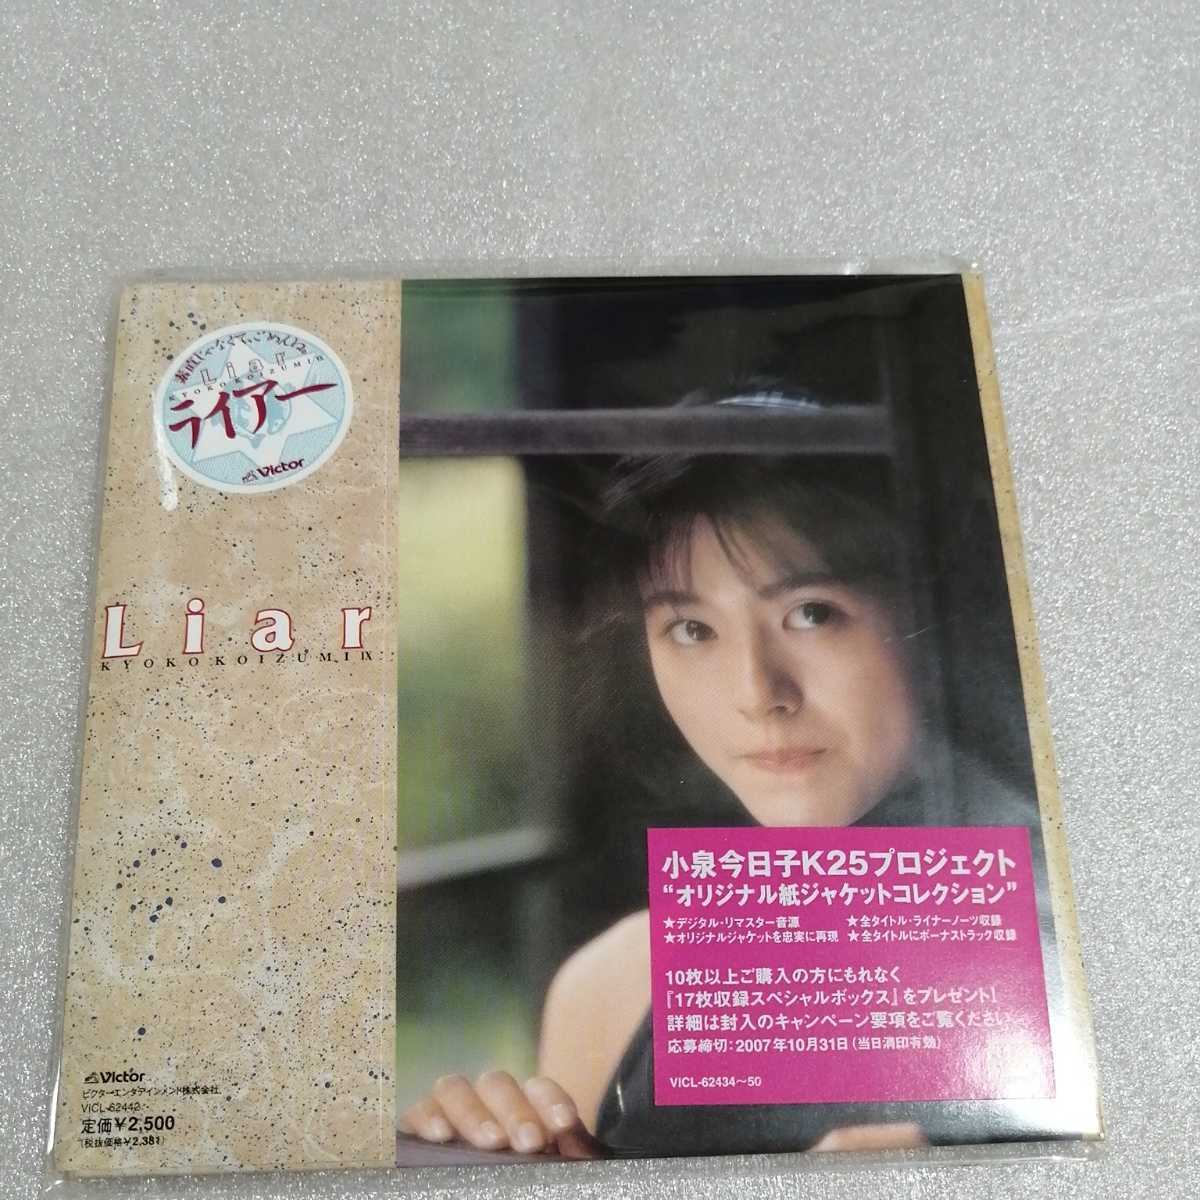 素直じゃなくて、ごめんね。
Liar
KYOKO KOIZUMI IX
ライアー
Victor
Liar
KYOKO KOIZUMI IX
Victor
ビクターエンタテインメント株式会社
VICL-62442
定価￥2,500
(税抜価格￥2,381)
小泉今日子K25プロジェクト
“オリジナル紙ジャケットコレクション”
★デジタル・リマスター音源 ★全タイトル・ライナーノーツ収録
★オリジナルジャケットを忠実に再現 ★全タイトルにボーナストラック収録
10枚以上ご購入の方にもれなく
『17枚収録スペシャルボックス』をプレゼント!
詳細は封入のキャンペーン要項をご覧ください。
応募締切：2007年10月31日(当日消印有効)
VICL-62434〜50